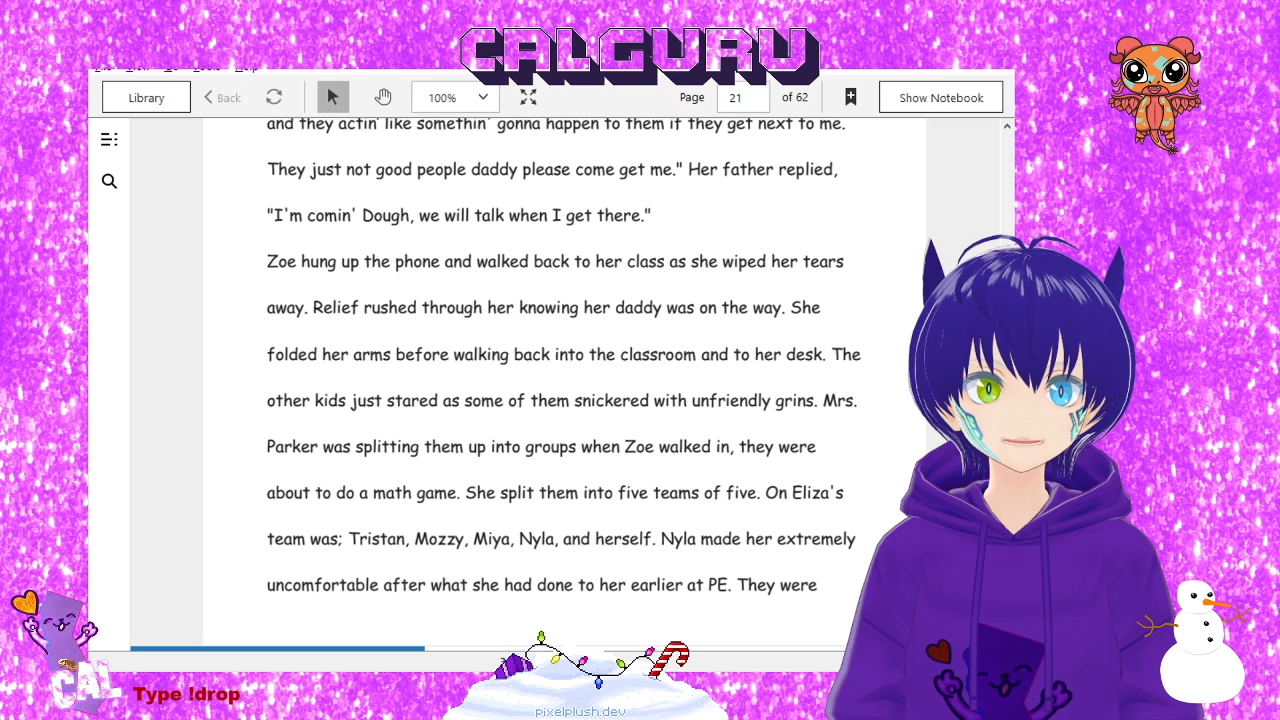 CALGURU
Library
Back
100%
Page 21 of 62
Show Notebook
and they actin' like somethin' gonna happen to them if they get next to me.
They just not good people daddy please come get me." Her father replied,
"I'm comin' Dough, we will talk when I get there."
Zoe hung up the phone and walked back to her class as she wiped her tears
away. Relief rushed through her knowing her daddy was on the way. She
folded her arms before walking back into the classroom and to her desk. The
other kids just stared as some of them snickered with unfriendly grins. Mrs.
Parker was splitting them up into groups when Zoe walked in, they were
about to do a math game. She split them into five teams of five. On Eliza's
team was; Tristan, Mozzy, Miya, Nyla, and herself. Nyla made her extremely
uncomfortable after what she had done to her earlier at PE. They were
CAL
Type !drop
pixelplush.dev